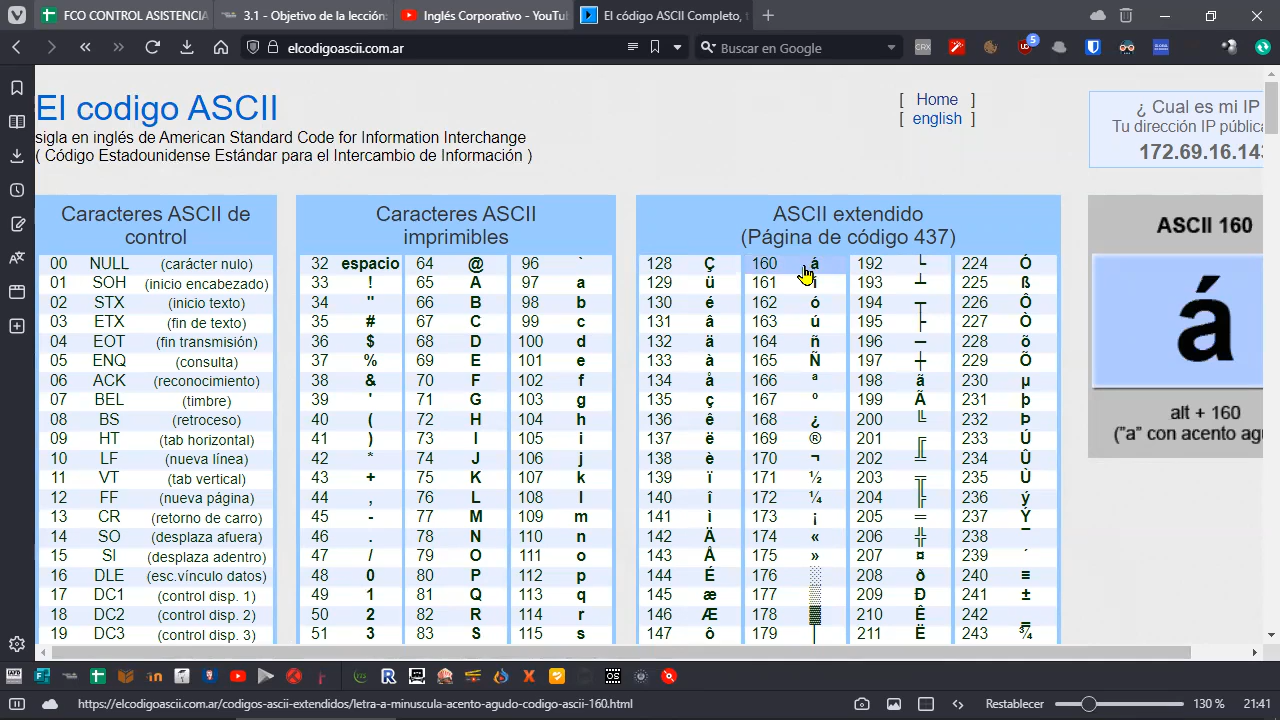 FCO CONTROL ASISTENCIA
3.1 - Objetivo de la lección:
Inglés Corporativo - YouTu
El código ASCII Completo,
elcodigoascii.com.ar
Buscar en Google
CRX
5
El codigo ASCII
sigla en inglés de American Standard Code for Information Interchange
( Código Estadounidense Estándar para el Intercambio de Información )
[ Home ]
[ english ]
¿ Cual es mi IP
Tu dirección IP pública
172.69.16.143
Caracteres ASCII de
control
Caracteres ASCII
imprimibles
ASCII extendido
(Página de código 437)
ASCII 160
00 NULL (carácter nulo) 32 espacio 64 @ 96 ` 128 Ç 160 á 192 └ 224 Ó
01 SOH (inicio encabezado) 33 ! 65 A 97 a 129 ü 161 í 193 ┴ 225 ß
02 STX (inicio texto) 34 " 66 B 98 b 130 é 162 ó 194 ┬ 226 Ô
03 ETX (fin de texto) 35 # 67 C 99 c 131 â 163 ú 195 ├ 227 Ò
04 EOT (fin transmisión) 36 $ 68 D 100 d 132 ä 164 ñ 196 ─ 228 õ
05 ENQ (consulta) 37 % 69 E 101 e 133 à 165 Ñ 197 ┼ 229 Õ
06 ACK (reconocimiento) 38 & 70 F 102 f 134 å 166 ª 198 ã 230 µ
07 BEL (timbre) 39 ' 71 G 103 g 135 ç 167 º 199 Ã 231 þ
08 BS (retroceso) 40 ( 72 H 104 h 136 ê 168 ¿ 200 ╚ 232 Þ
09 HT (tab horizontal) 41 ) 73 I 105 i 137 ë 169 ® 201 ╔ 233 Ú
10 LF (nueva línea) 42 * 74 J 106 j 138 è 170 ¬ 202 ╩ 234 Û
11 VT (tab vertical) 43 + 75 K 107 k 139 ï 171 ½ 203 ╦ 235 Ù
12 FF (nueva página) 44 , 76 L 108 l 140 î 172 ¼ 204 ╠ 236 ý
13 CR (retorno de carro) 45 - 77 M 109 m 141 ì 173 ¡ 205 ═ 237 Ý
14 SO (desplaza afuera) 46 . 78 N 110 n 142 Ä 174 « 206 ╬ 238 ¯
15 SI (desplaza adentro) 47 / 79 O 111 o 143 Å 175 » 207 ¤ 239 ´
16 DLE (esc.vínculo datos) 48 0 80 P 112 p 144 É 176 ░ 208 ð 240 ≡
17 DC1 (control disp. 1) 49 1 81 Q 113 q 145 æ 177 ▒ 209 Ð 241 ±
18 DC2 (control disp. 2) 50 2 82 R 114 r 146 Æ 178 ▓ 210 Ê 242 ‗
19 DC3 (control disp. 3) 51 3 83 S 115 s 147 ô 179 │ 211 Ë 243 ¾
á
alt + 160
("a" con acento agu
https://elcodigoascii.com.ar/codigos-ascii-extendidos/letra-a-minuscula-acento-agudo-codigo-ascii-160.html
Restablecer
130 %
21:41